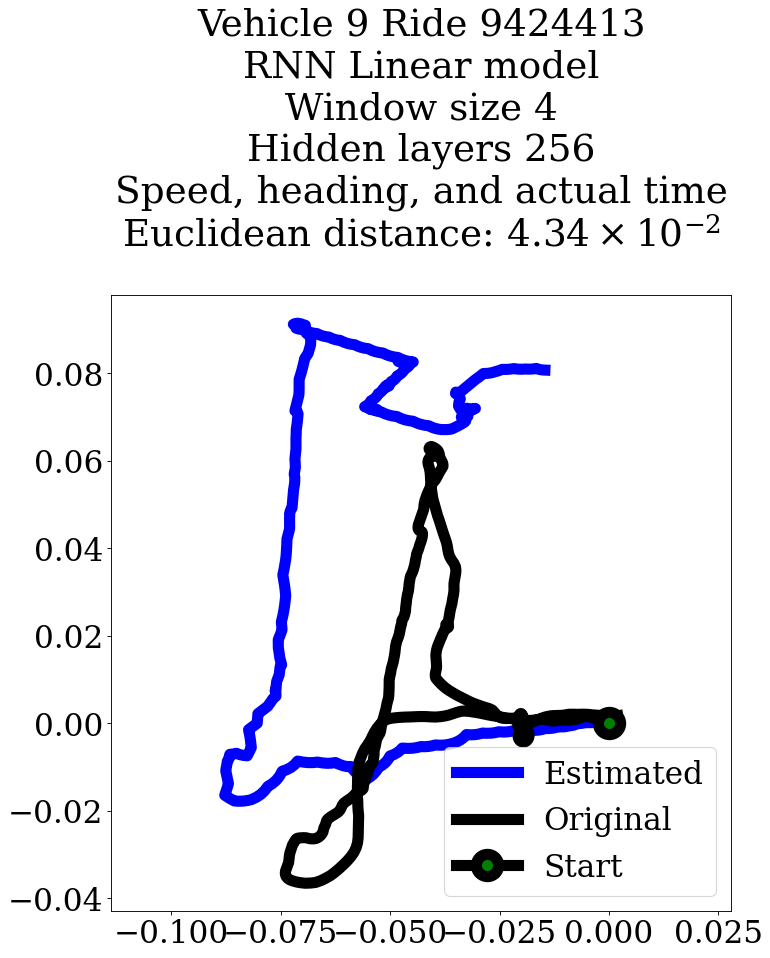 Vehicle 9 Ride 9424413
RNN Linear model
Window size 4
Hidden layers 256
Speed, heading, and actual time
Euclidean distance: 4.34 × 10⁻²
0.08
0.06
0.04
0.02
0.00
−0.02
−0.04
Estimated
Original
Start
−0.100 −0.075 −0.050 −0.025 0.000 0.025